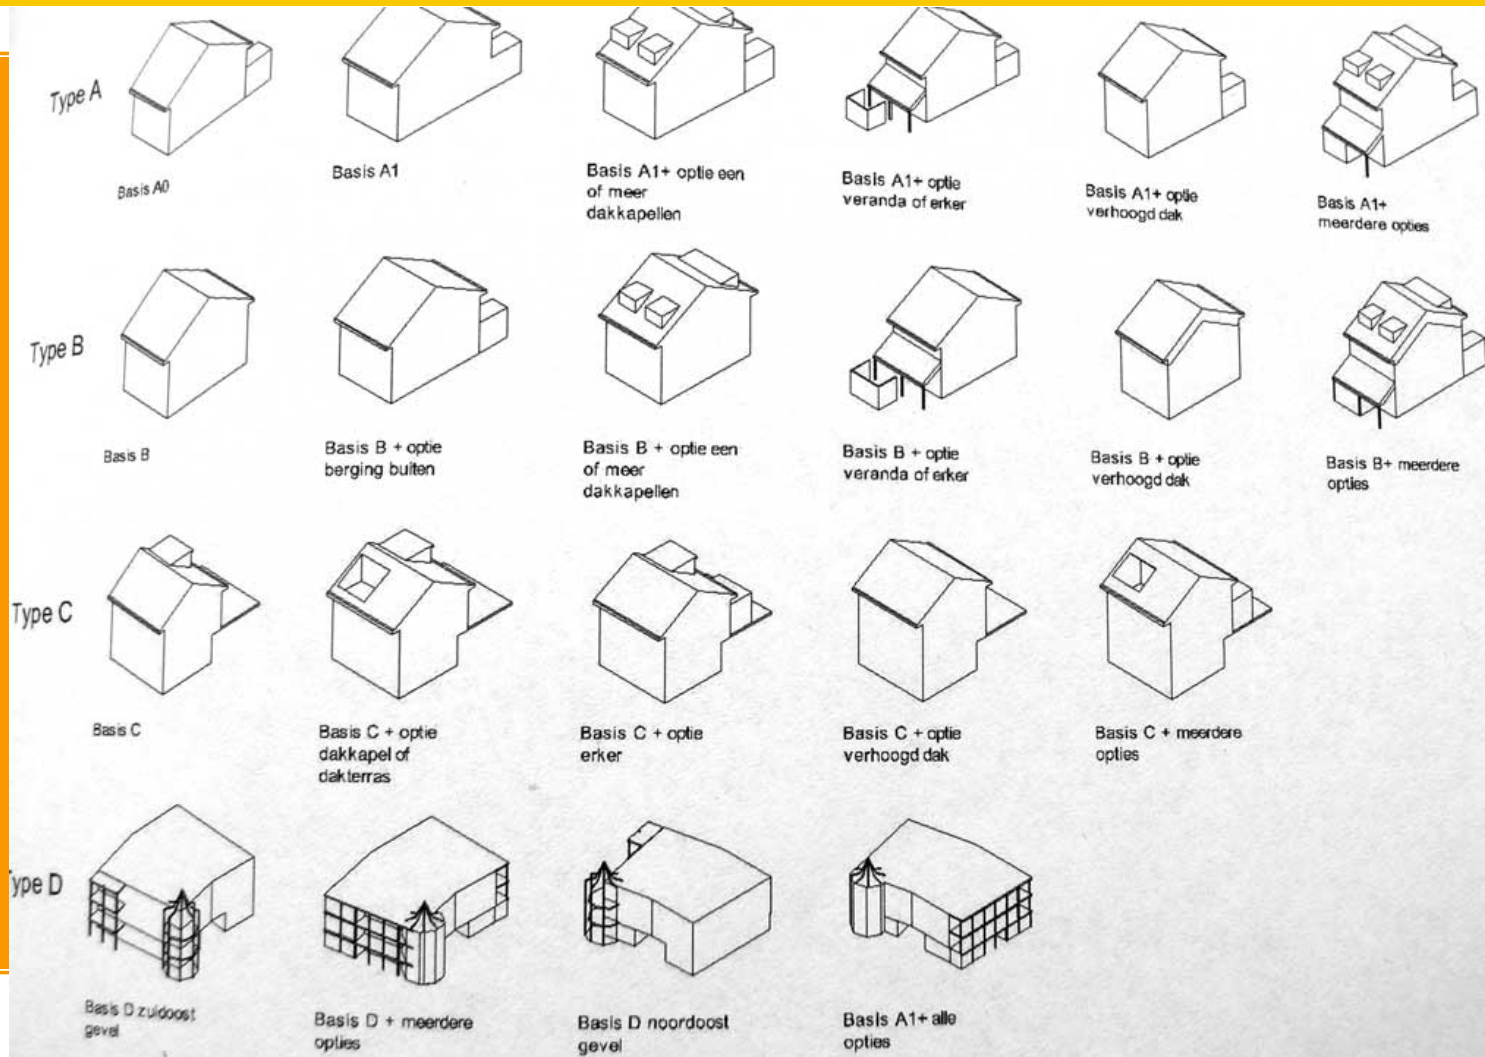 Type A
Basis A0
Basis A1
Basis A1+ optie een
of meer
dakkapellen
Basis A1+ optie
veranda of erker
Basis A1+ optie
verhoogd dak
Basis A1+
meerdere opties
Type B
Basis B
Basis B + optie
berging buiten
Basis B + optie een
of meer
dakkapellen
Basis B + optie
veranda of erker
Basis B + optie
verhoogd dak
Basis B+ meerdere
opties
Type C
Basis C
Basis C + optie
dakkapel of
dakterras
Basis C + optie
erker
Basis C + optie
verhoogd dak
Basis C + meerdere
opties
ype D
Basis D zuidoost
gevel
Basis D + meerdere
opties
Basis D noordoost
gevel
Basis A1+ alle
opties